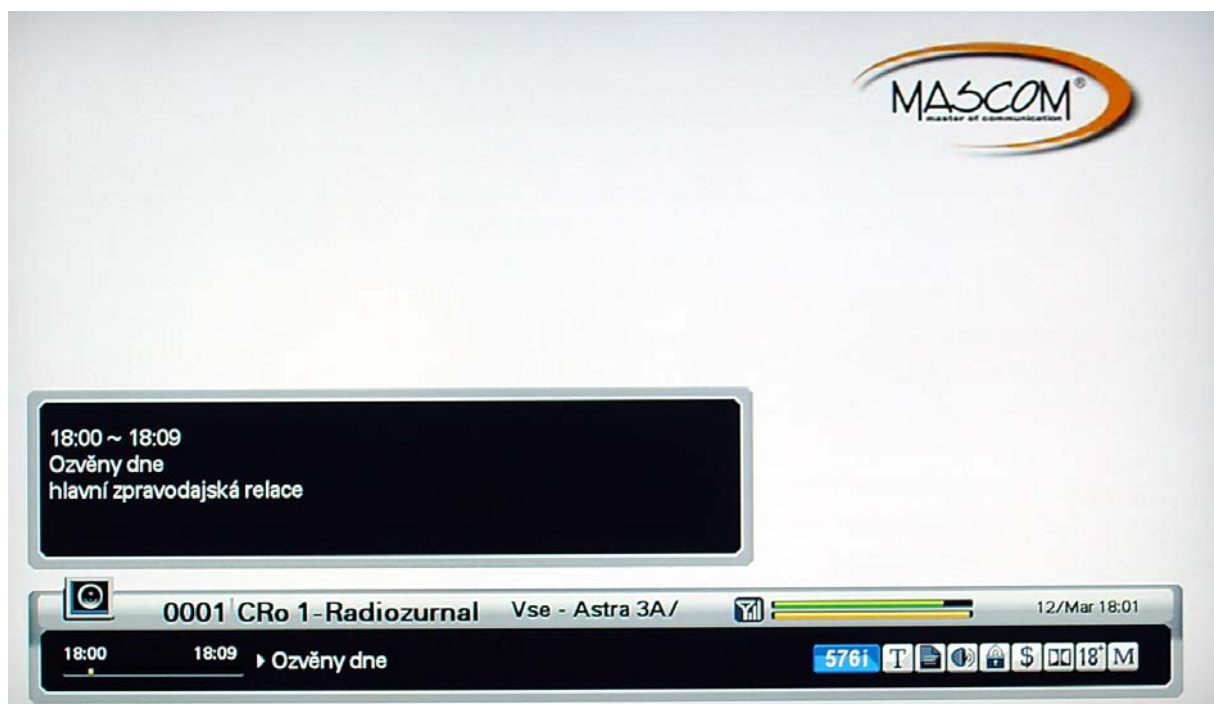 MASCOM®
master of communication
18:00 ~ 18:09
Ozvěny dne
hlavní zpravodajská relace
0001 CRo 1-Radiozurnal Vse - Astra 3A/ 12/Mar 18:01
18:00 18:09 Ozvěny dne 576i T $ 18+ M